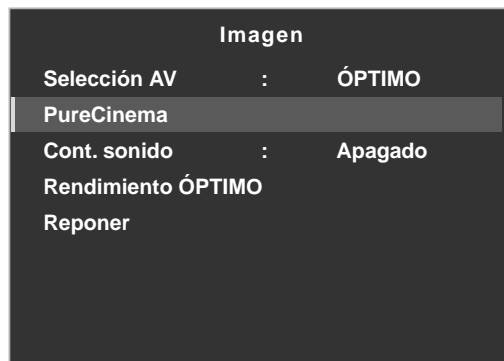 Imagen
Selección AV : ÓPTIMO
PureCinema
Cont. sonido : Apagado
Rendimiento ÓPTIMO
Reponer